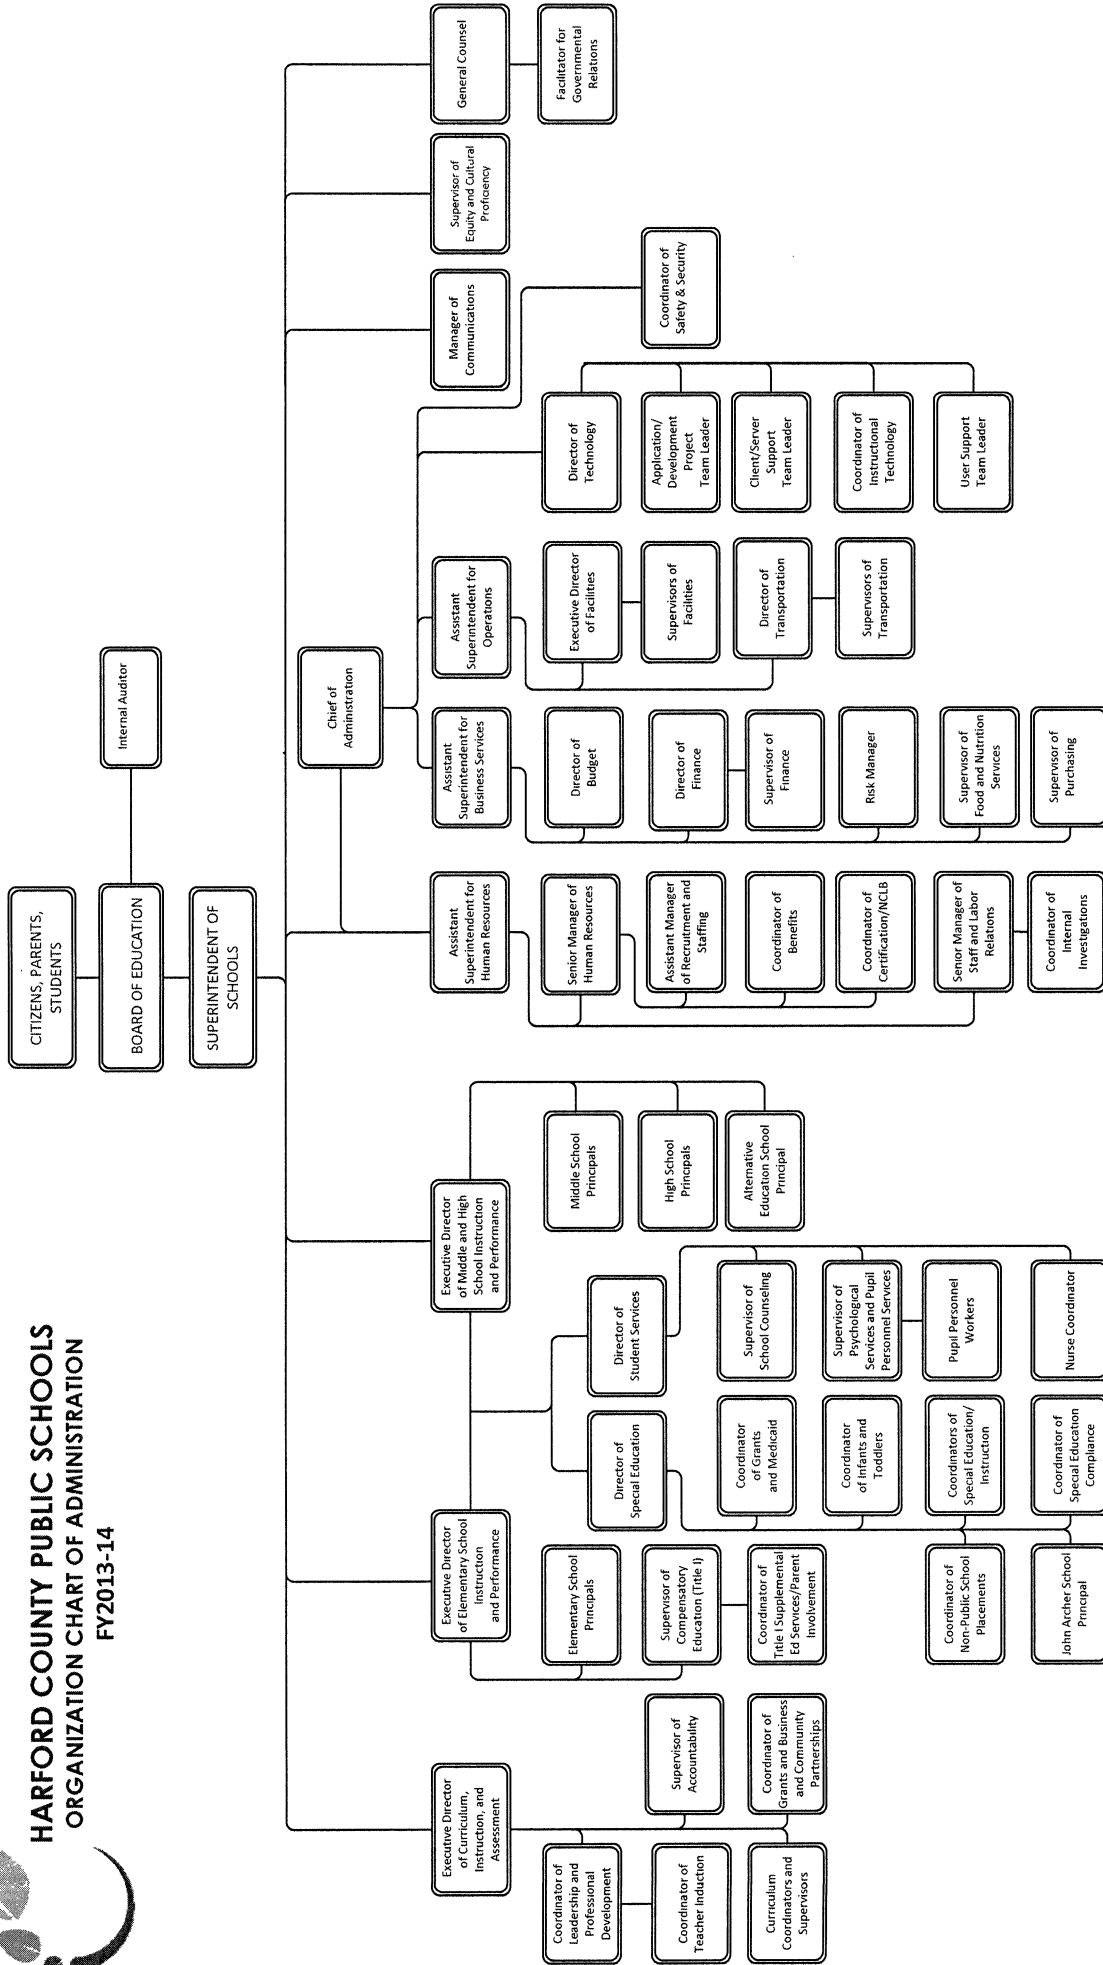 HARFORD COUNTY PUBLIC SCHOOLS
ORGANIZATION CHART OF ADMINISTRATION
FY2013-14
CITIZENS, PARENTS,
STUDENTS
BOARD OF EDUCATION
Internal Auditor
SUPERINTENDENT OF
SCHOOLS
Chief of
Administration
Executive Director
of Curriculum,
Instruction, and
Assessment
Executive Director
of Elementary School
Instruction
and Performance
Executive Director
of Middle and High
School Instruction
and Performance
Assistant
Superintendent for
Human Resources
Assistant
Superintendent for
Business Services
Assistant
Superintendent for
Operations
Manager of
Communications
Supervisor of
Equity and Cultural
Proficiency
General Counsel
Facilitator for
Governmental
Relations
Coordinator of
Leadership and
Professional
Development
Coordinator of
Teacher Induction
Curriculum
Coordinators and
Supervisors
Supervisor of
Accountability
Coordinator of
Grants and Business
and Community
Partnerships
Elementary School
Principals
Supervisor of
Compensatory
Education (Title I)
Coordinator of
Title I Supplemental
Ed Services/Parent
Involvement
Coordinator of
Non-Public School
Placements
John Archer School
Principal
Director of
Special Education
Coordinator
of Grants
and Medicaid
Coordinator
of Infants and
Toddlers
Coordinators of
Special Education/
Instruction
Coordinator of
Special Education
Compliance
Director of
Student Services
Supervisor of
School Counseling
Supervisor of
Psychological
Services and Pupil
Personnel Services
Pupil Personnel
Workers
Nurse Coordinator
Middle School
Principals
High School
Principals
Alternative
Education School
Principal
Senior Manager of
Human Resources
Assistant Manager
of Recruitment and
Staffing
Coordinator of
Benefits
Coordinator of
Certification/NCLB
Senior Manager of
Staff and Labor
Relations
Coordinator of
Internal
Investigations
Director of
Budget
Director of
Finance
Supervisor of
Finance
Risk Manager
Supervisor of
Food and Nutrition
Services
Supervisor of
Purchasing
Executive Director
of Facilities
Supervisors of
Facilities
Director of
Transportation
Supervisors of
Transportation
Director of
Technology
Application/
Development
Project
Team Leader
Client/Server
Support
Team Leader
Coordinator of
Instructional
Technology
User Support
Team Leader
Coordinator of
Safety & Security